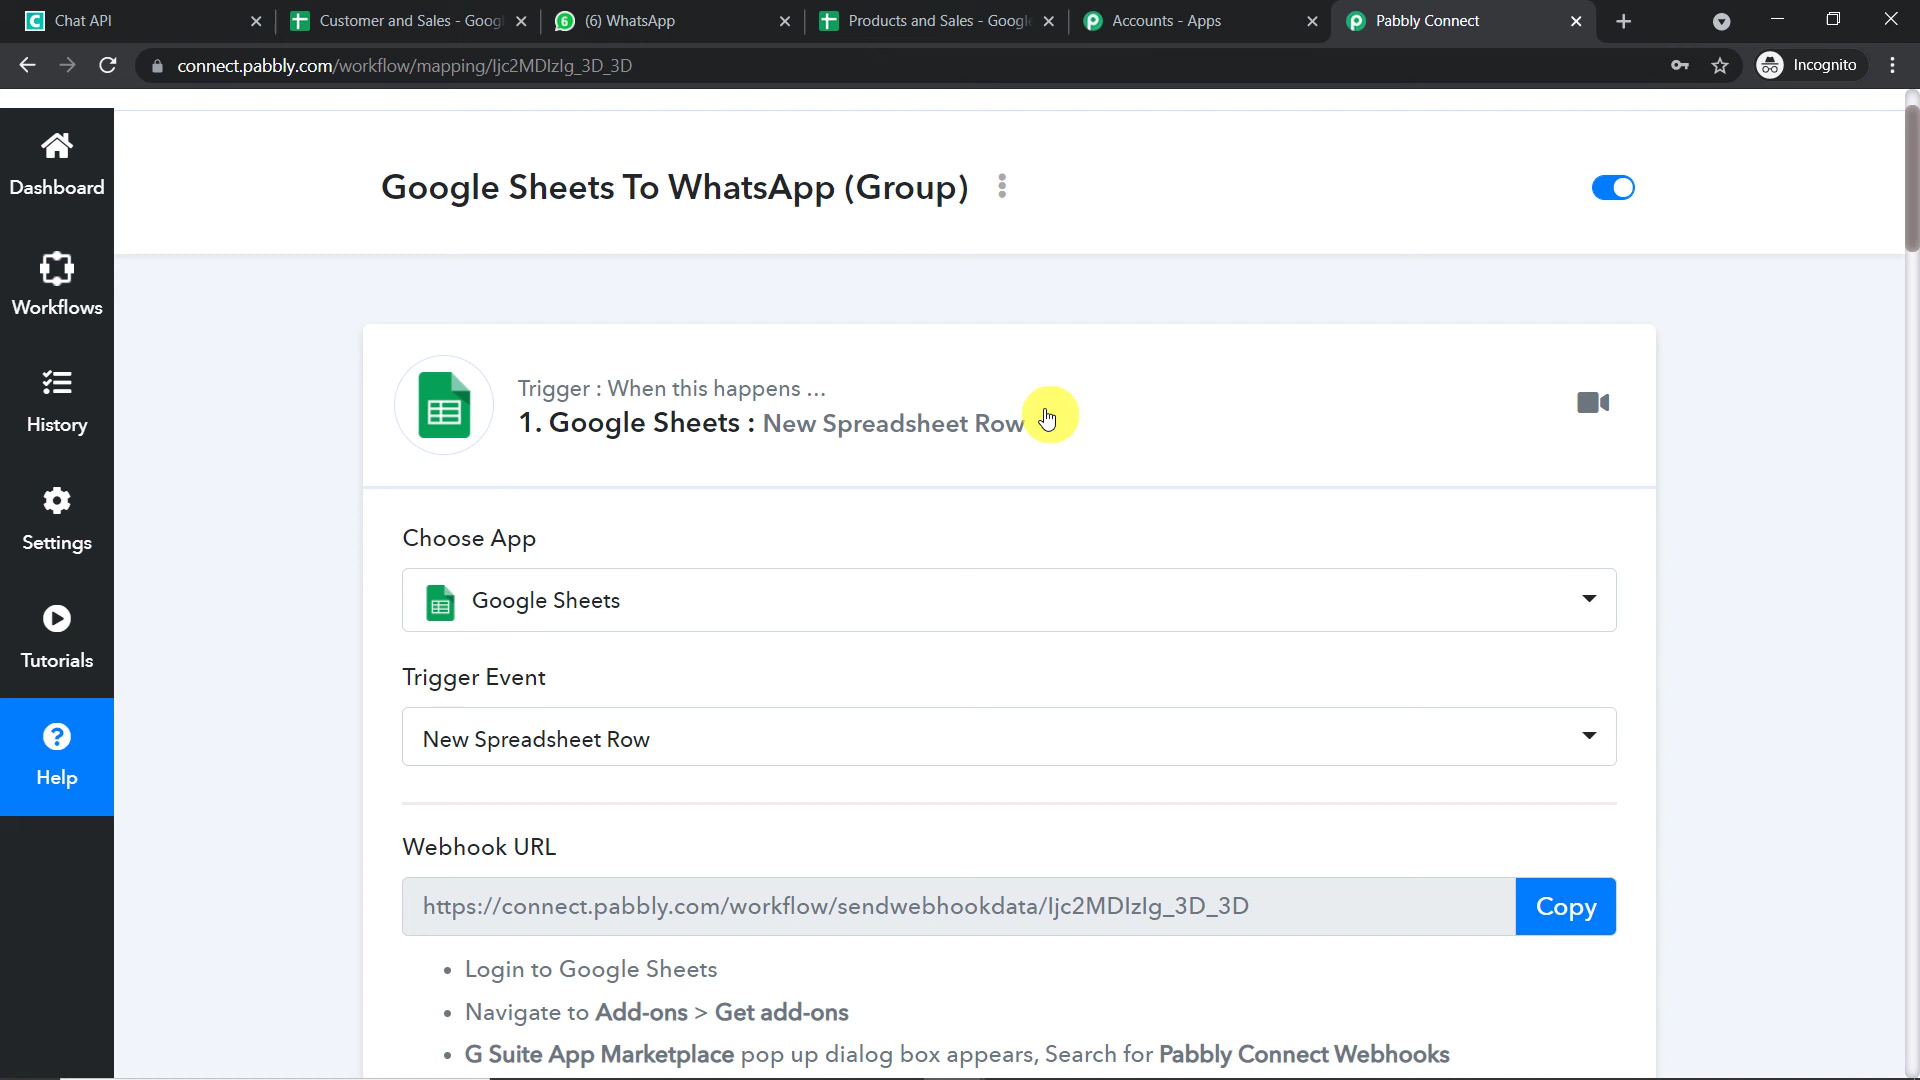 Chat API
Customer and Sales - Googl
(6) WhatsApp
Products and Sales - Google
Accounts - Apps
Pabbly Connect
connect.pabbly.com/workflow/mapping/Ijc2MDIzIg_3D_3D
Incognito
Dashboard
Workflows
History
Settings
Tutorials
Help
Google Sheets To WhatsApp (Group)
Trigger : When this happens ...
1. Google Sheets : New Spreadsheet Row
Choose App
Google Sheets
Trigger Event
New Spreadsheet Row
Webhook URL
https://connect.pabbly.com/workflow/sendwebhookdata/Ijc2MDIzIg_3D_3D
Copy
• Login to Google Sheets
• Navigate to Add-ons > Get add-ons
• G Suite App Marketplace pop up dialog box appears, Search for Pabbly Connect Webhooks